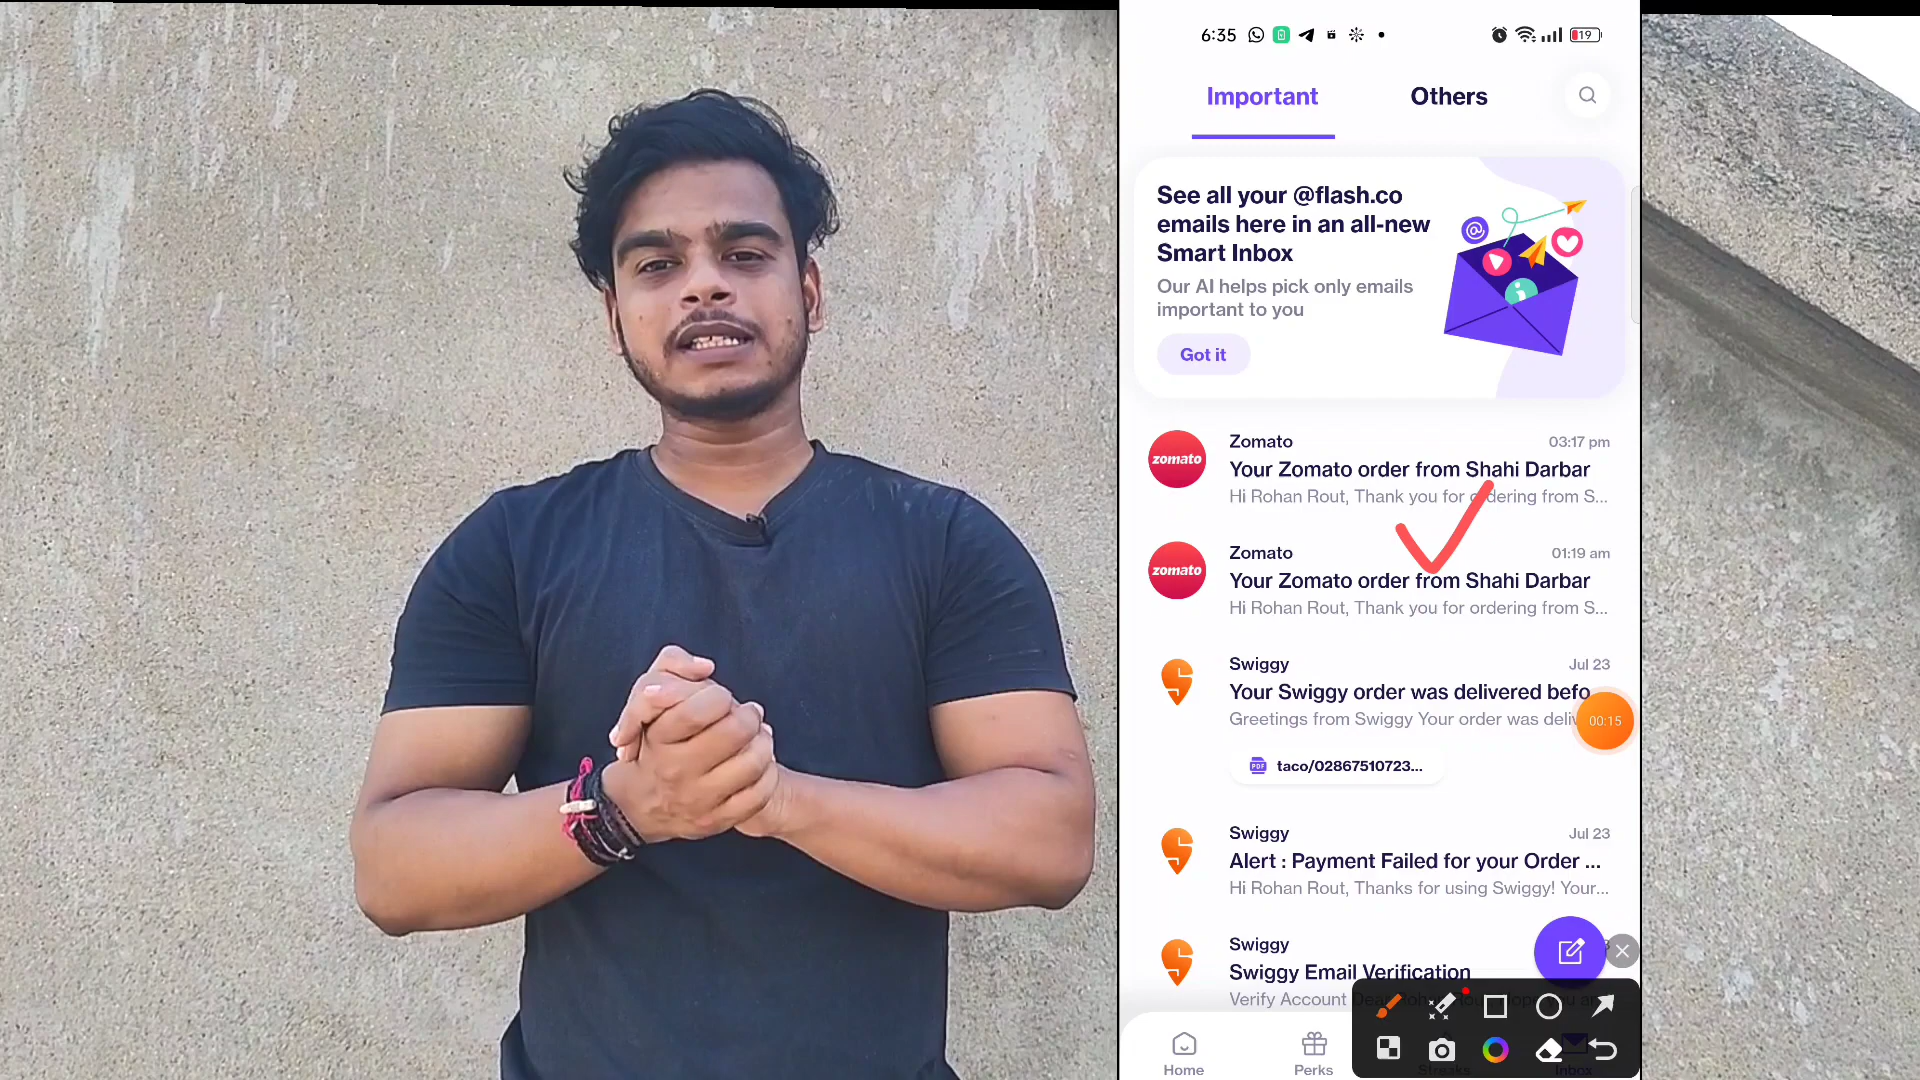 6:35
19
Important
Others
See all your @flash.co
emails here in an all-new
Smart Inbox
Our AI helps pick only emails
important to you
Got it
zomato
Zomato
03:17 pm
Your Zomato order from Shahi Darbar
Hi Rohan Rout, Thank you for ordering from S...
zomato
Zomato
01:19 am
Your Zomato order from Shahi Darbar
Hi Rohan Rout, Thank you for ordering from S...
Swiggy
Jul 23
Your Swiggy order was delivered befo
Greetings from Swiggy Your order was deliv
00:15
PDF
taco/02867510723...
Swiggy
Jul 23
Alert : Payment Failed for your Order ...
Hi Rohan Rout, Thanks for using Swiggy! Your...
Swiggy
Swiggy Email Verification
Verify Account
Home
Perks
Streaks
Inbox